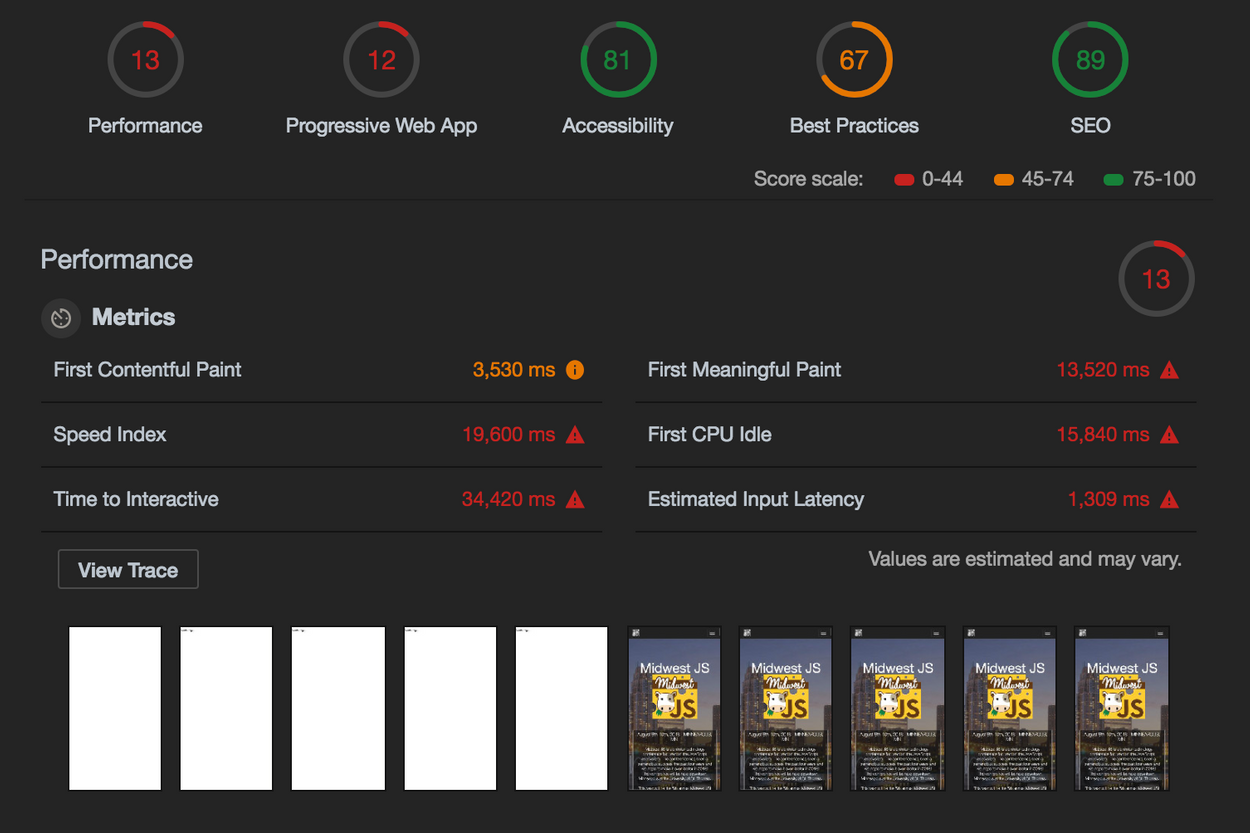 13 12 81 67 89
Performance Progressive Web App Accessibility Best Practices SEO
Score scale: 0-44 45-74 75-100
Performance
13
Metrics
First Contentful Paint 3,530 ms
First Meaningful Paint 13,520 ms
Speed Index 19,600 ms
First CPU Idle 15,840 ms
Time to Interactive 34,420 ms
Estimated Input Latency 1,309 ms
View Trace
Values are estimated and may vary.
Midwest JS Midwest JS Midwest JS Midwest JS Midwest JS
Midwest Midwest Midwest Midwest Midwest
JS JS JS JS JS